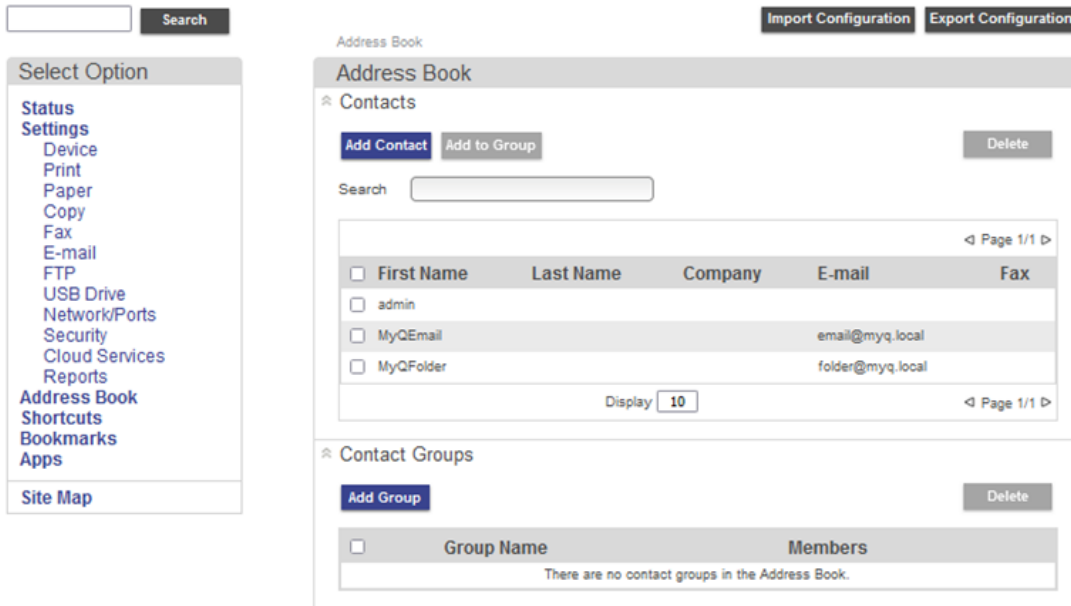 Search
Import Configuration Export Configuration
Address Book
Select Option
Status
Settings
Device
Print
Paper
Copy
Fax
E-mail
FTP
USB Drive
Network/Ports
Security
Cloud Services
Reports
Address Book
Shortcuts
Bookmarks
Apps
Site Map
Address Book
Contacts
Add Contact Add to Group Delete
Search
Page 1/1
First Name Last Name Company E-mail Fax
admin
MyQEmail email@myq.local
MyQFolder folder@myq.local
Display 10 Page 1/1
Contact Groups
Add Group Delete
Group Name Members
There are no contact groups in the Address Book.